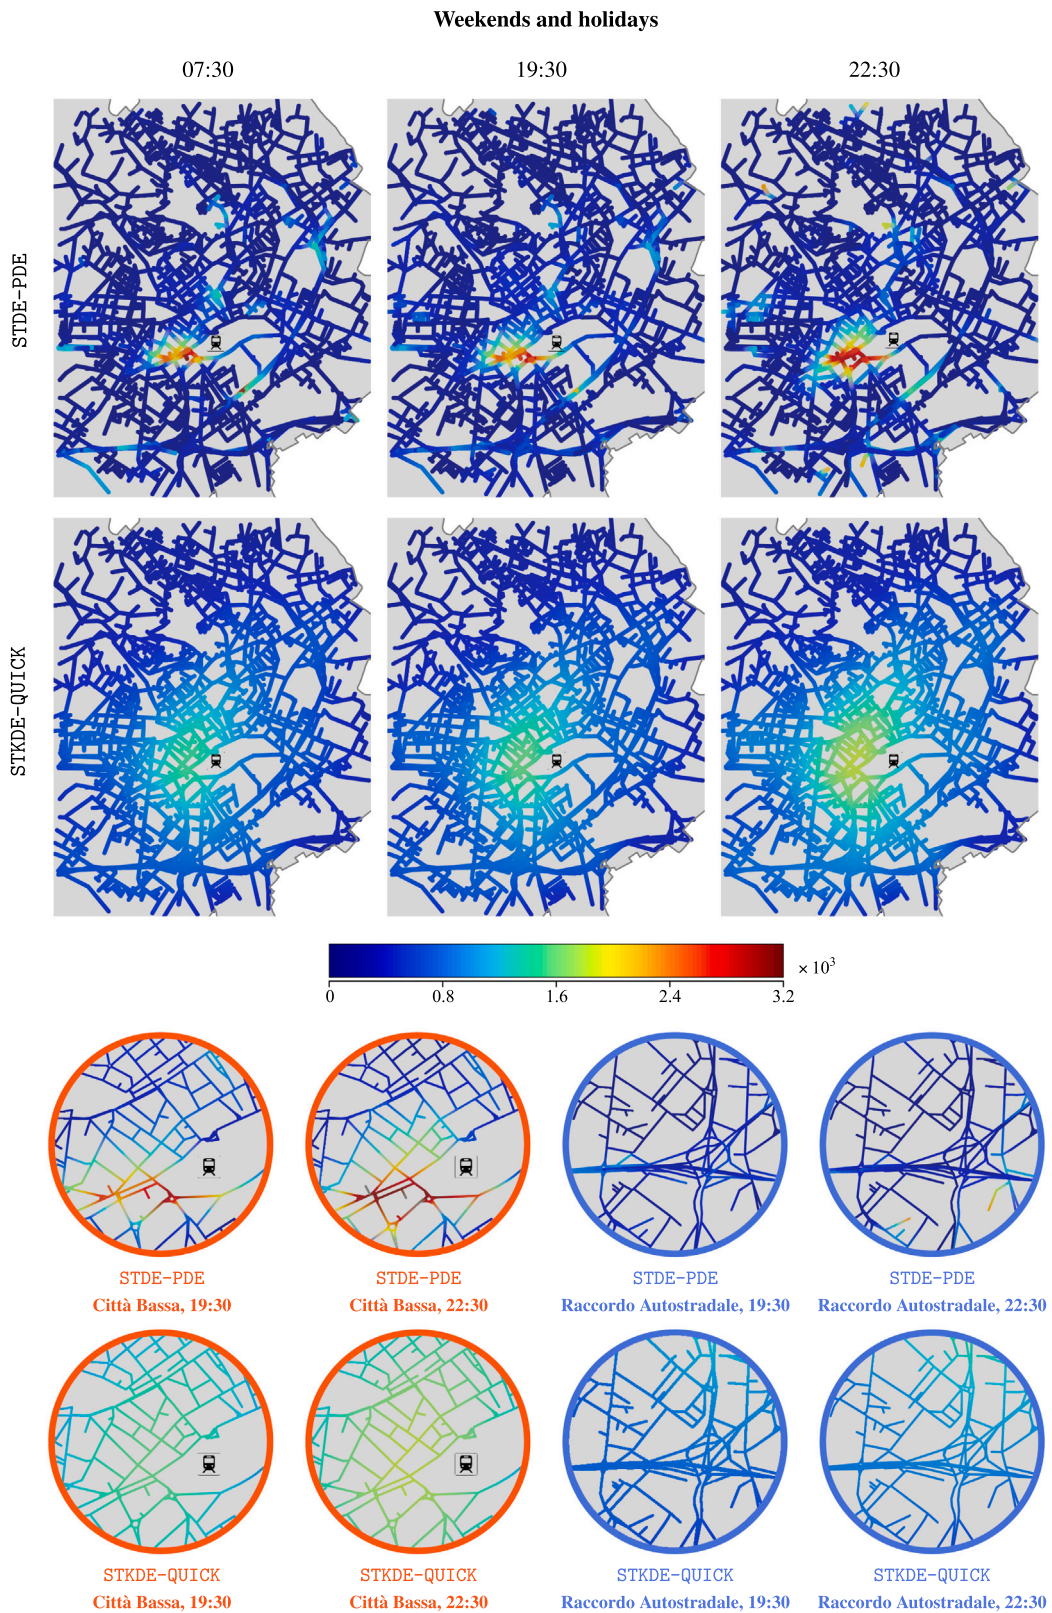 Weekends and holidays
07:30 19:30 22:30
STDE-PDE
STKDE-QUICK
0 0.8 1.6 2.4 3.2 × 10³
STDE-PDE STDE-PDE STDE-PDE STDE-PDE
Città Bassa, 19:30 Città Bassa, 22:30 Raccordo Autostradale, 19:30 Raccordo Autostradale, 22:30
STKDE-QUICK STKDE-QUICK STKDE-QUICK STKDE-QUICK
Città Bassa, 19:30 Città Bassa, 22:30 Raccordo Autostradale, 19:30 Raccordo Autostradale, 22:30